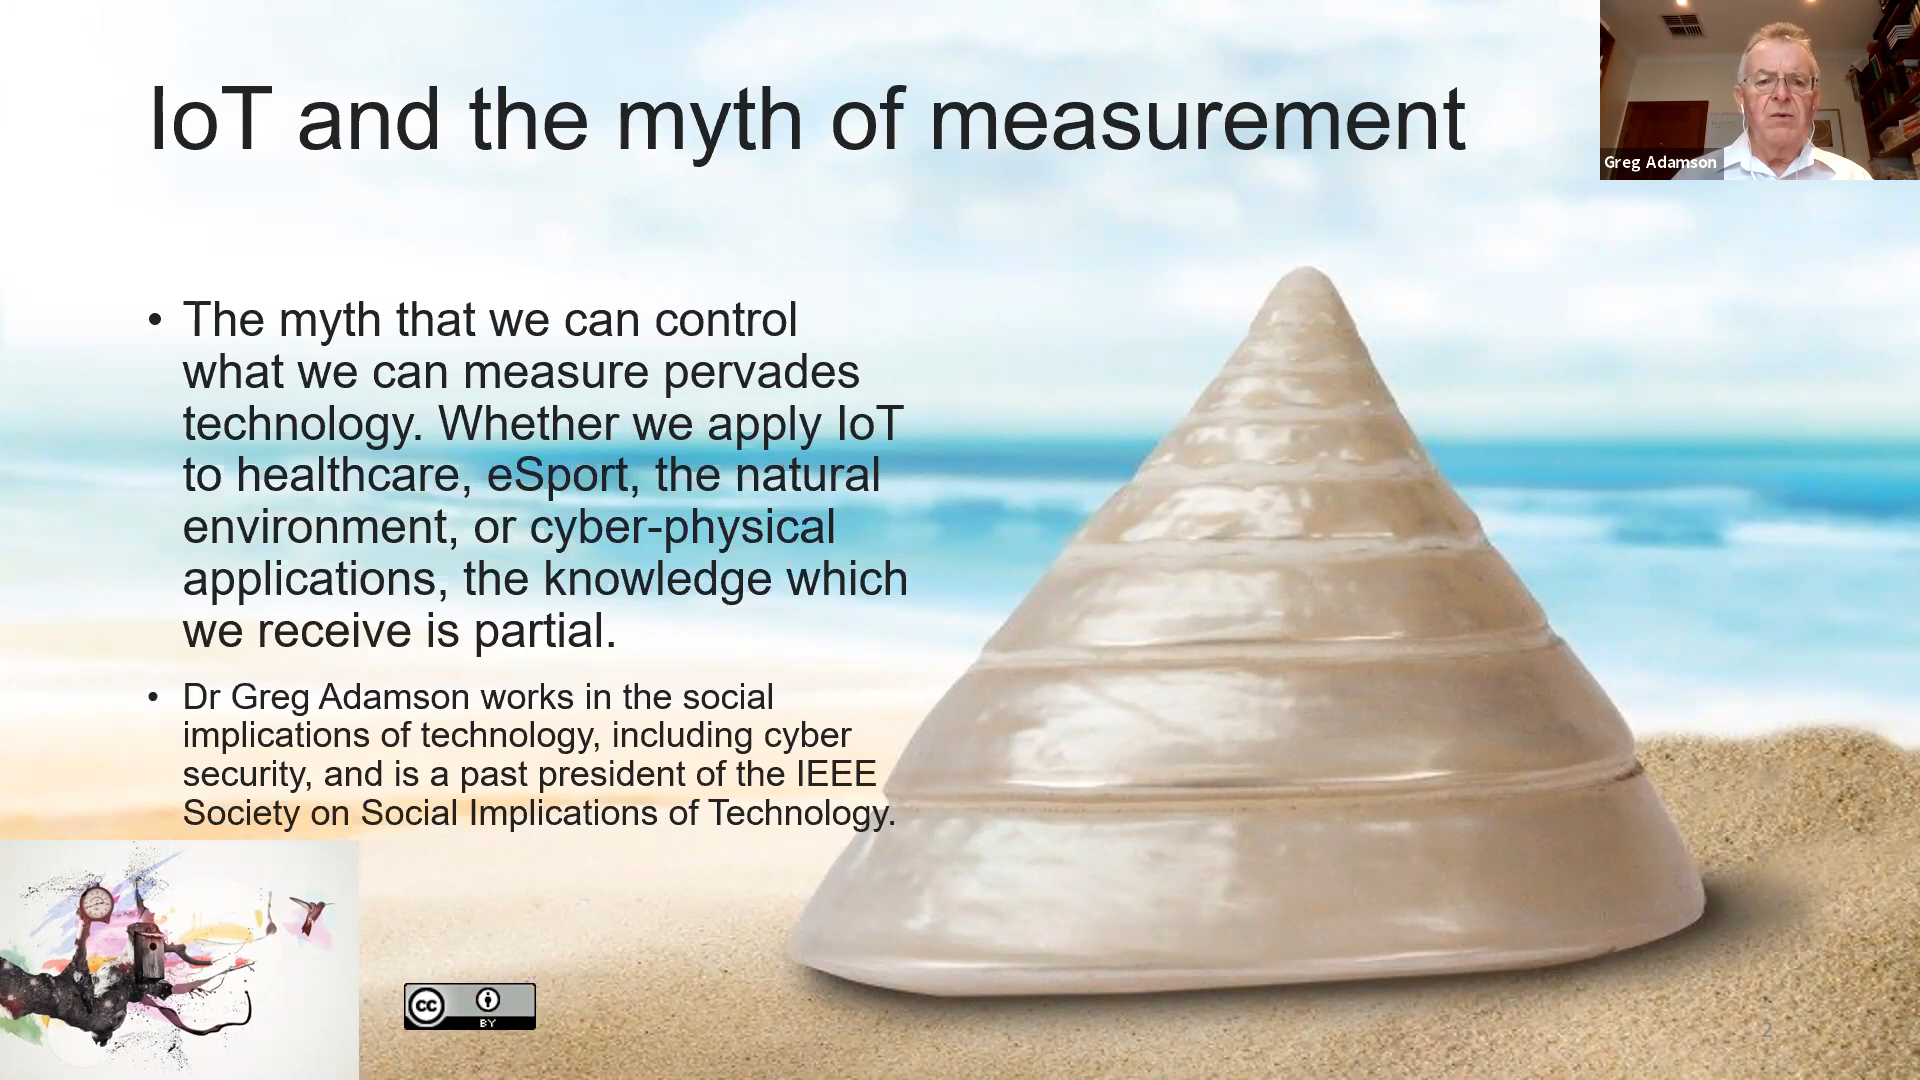 IoT and the myth of measurement
Greg Adamson
• The myth that we can control
what we can measure pervades
technology. Whether we apply IoT
to healthcare, eSport, the natural
environment, or cyber-physical
applications, the knowledge which
we receive is partial.
• Dr Greg Adamson works in the social
implications of technology, including cyber
security, and is a past president of the IEEE
Society on Social Implications of Technology.
cc
BY
2